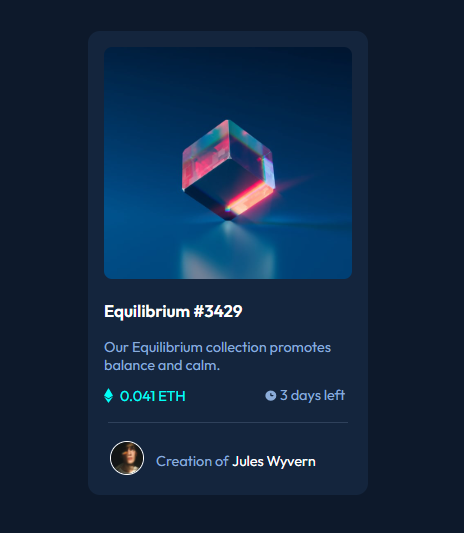 Equilibrium #3429
Our Equilibrium collection promotes
balance and calm.
0.041 ETH
3 days left
Creation of Jules Wyvern